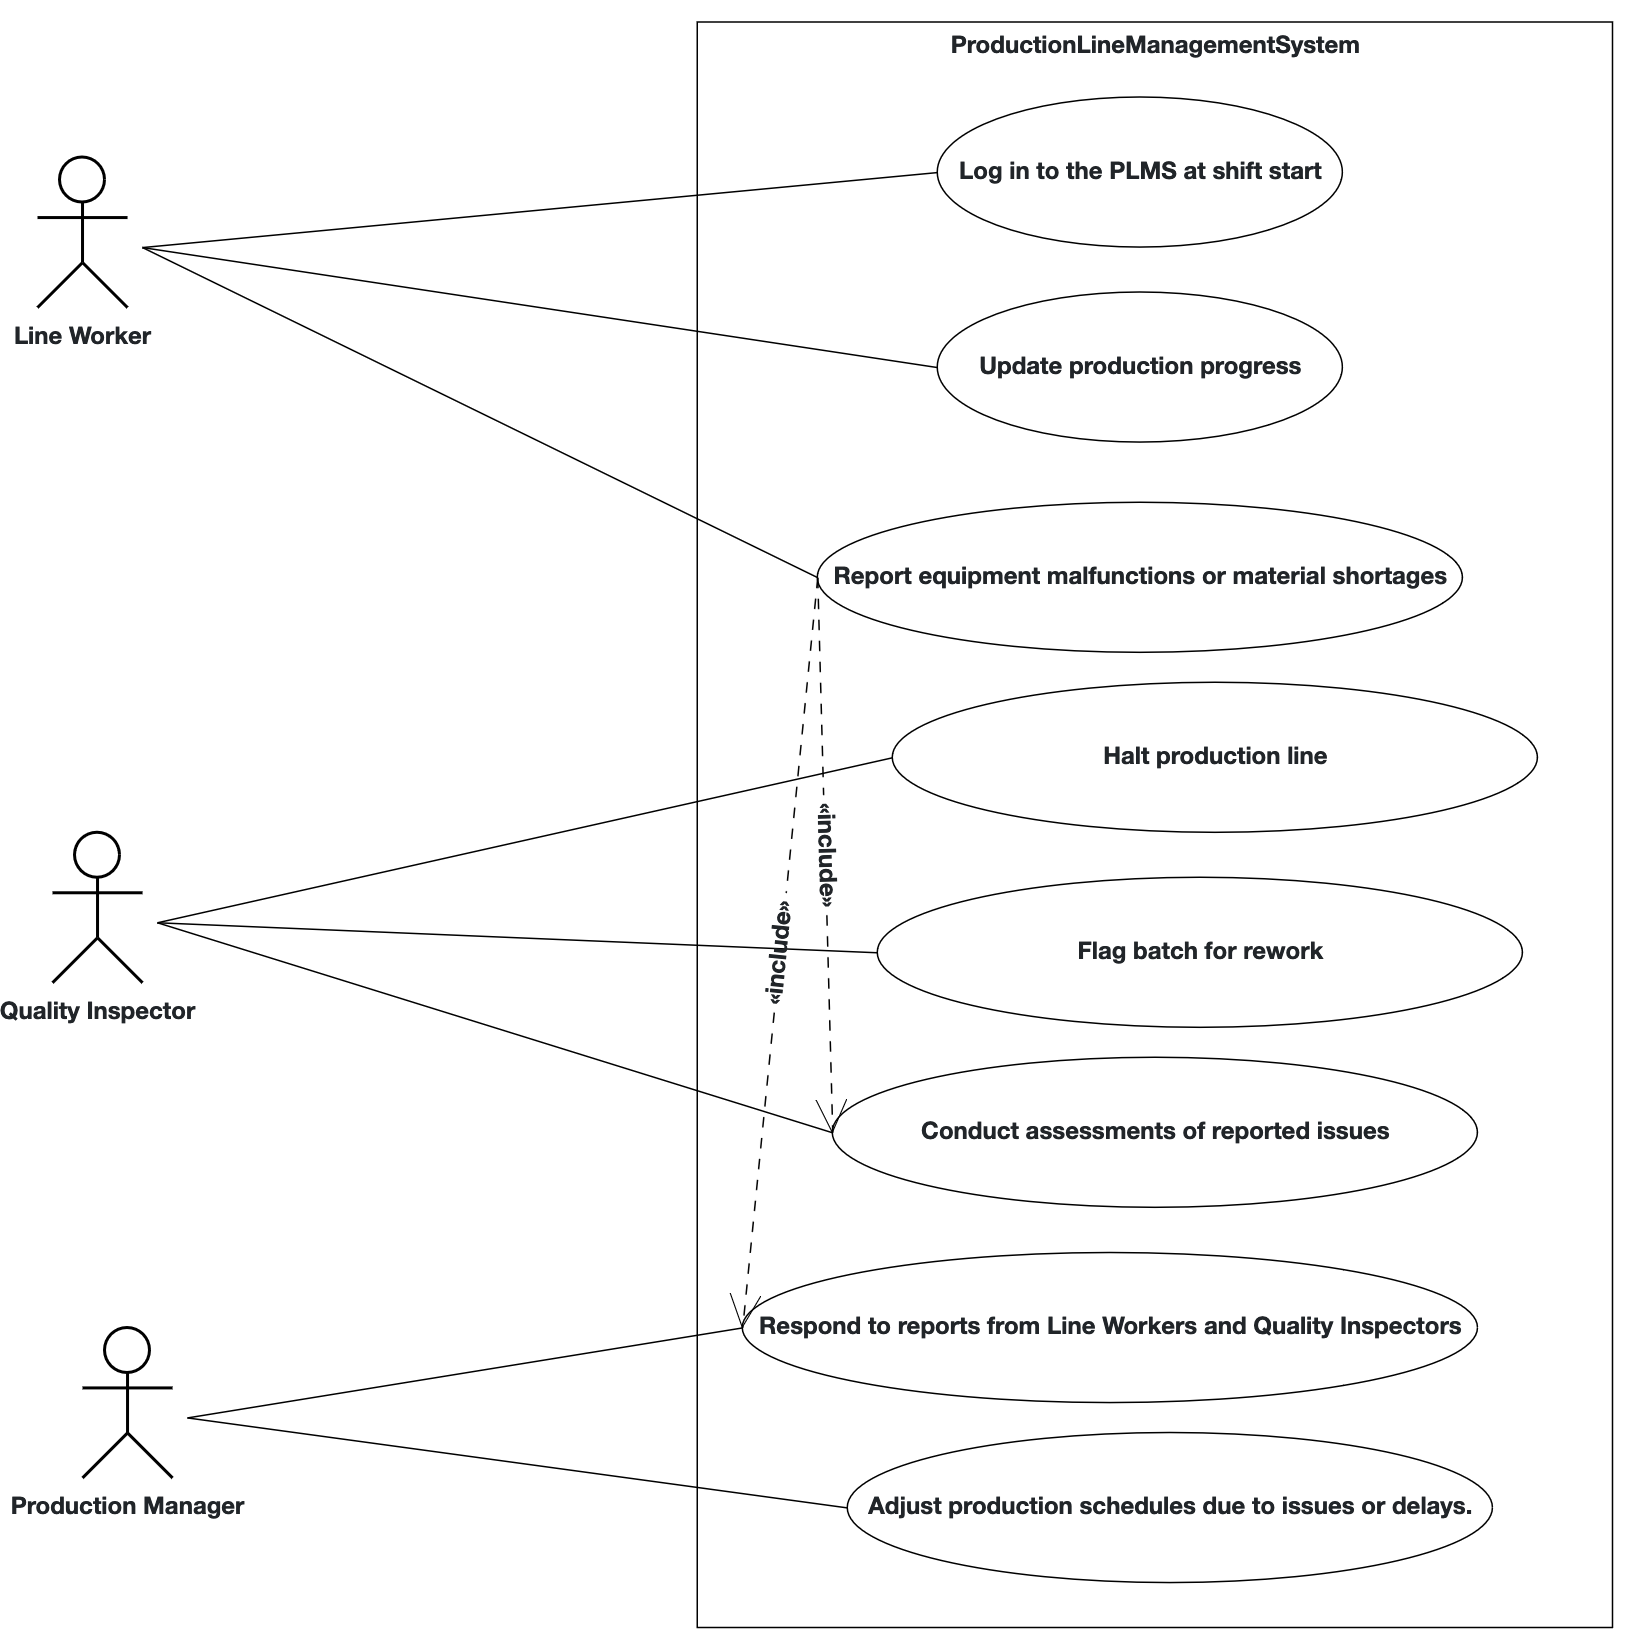 ProductionLineManagementSystem
Log in to the PLMS at shift start
Line Worker
Update production progress
Report equipment malfunctions or material shortages
Halt production line
«include»
«include»
Flag batch for rework
Quality Inspector
Conduct assessments of reported issues
Respond to reports from Line Workers and Quality Inspectors
Production Manager
Adjust production schedules due to issues or delays.